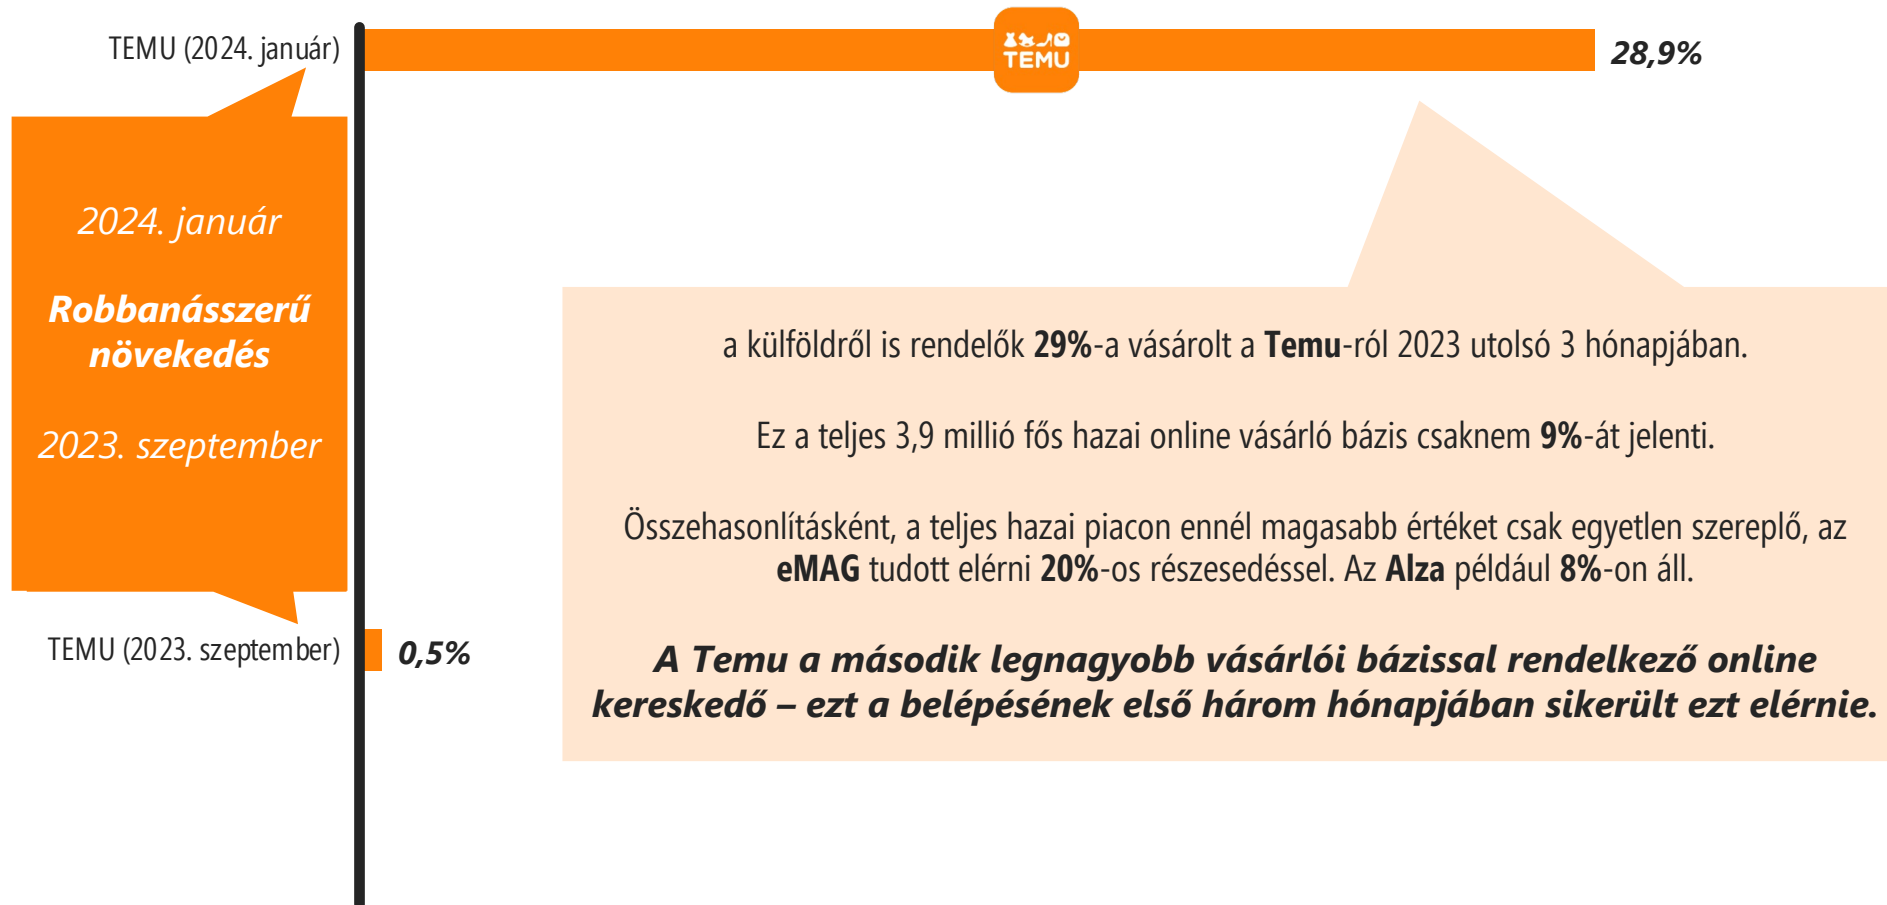 TEMU (2024. január)
TEMU
28,9%
2024. január
Robbanásszerű
növekedés
2023. szeptember
a külföldről is rendelők 29%-a vásárolt a Temu-ról 2023 utolsó 3 hónapjában.
Ez a teljes 3,9 millió fős hazai online vásárló bázis csaknem 9%-át jelenti.
Összehasonlításként, a teljes hazai piacon ennél magasabb értéket csak egyetlen szereplő, az
eMAG tudott elérni 20%-os részesedéssel. Az Alza például 8%-on áll.
A Temu a második legnagyobb vásárlói bázissal rendelkező online
kereskedő – ezt a belépésének első három hónapjában sikerült ezt elérnie.
TEMU (2023. szeptember)
0,5%